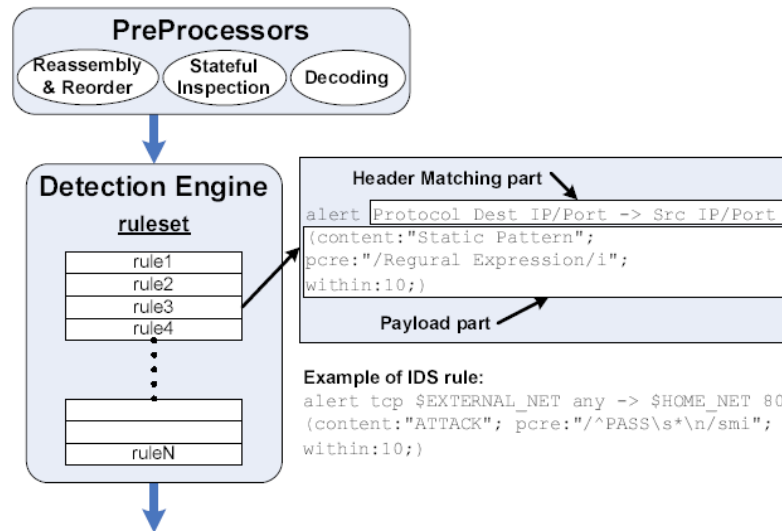 PreProcessors
Reassembly
& Reorder
Stateful
Inspection
Decoding
Detection Engine
ruleset
rule1
rule2
rule3
rule4
ruleN
Header Matching part
alert Protocol Dest IP/Port -> Src IP/Port
(content:"Static Pattern";
pcre:"/Regural Expression/i";
within:10;)
Payload part
Example of IDS rule:
alert tcp $EXTERNAL_NET any -> $HOME_NET 80
(content:"ATTACK"; pcre:"/^PASS\s*\n/smi";
within:10;)